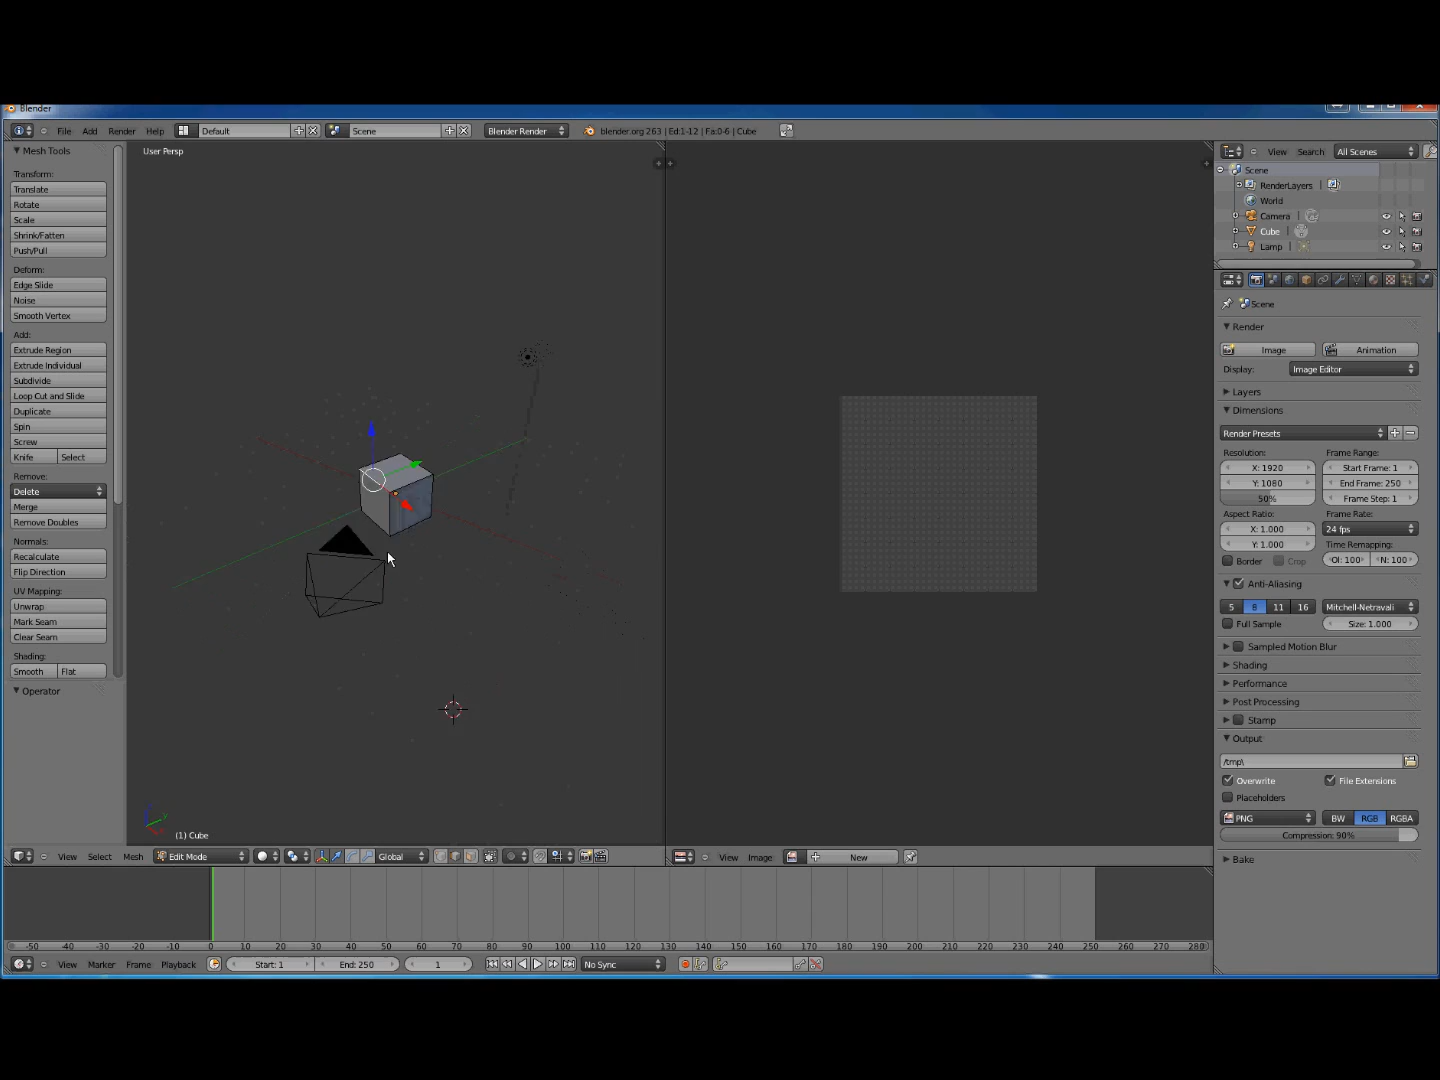 Blender
File Add Render Help Default Scene Blender Render blender.org 263 | Ed:1-12 | Fa:0-6 | Cube
Mesh Tools
Transform:
Translate
Rotate
Scale
Shrink/Fatten
Push/Pull
Deform:
Edge Slide
Noise
Smooth Vertex
Add:
Extrude Region
Extrude Individual
Subdivide
Loop Cut and Slide
Duplicate
Spin
Screw
Knife Select
Remove:
Delete
Merge
Remove Doubles
Normals:
Recalculate
Flip Direction
UV Mapping:
Unwrap
Mark Seam
Clear Seam
Shading:
Smooth Flat
Operator
User Persp
(1) Cube
View Select Mesh Edit Mode Global
View Image New
View Search All Scenes
Scene
RenderLayers
World
Camera
Cube
Lamp
Scene
Render
Image Animation
Display: Image Editor
Layers
Dimensions
Render Presets
Resolution: Frame Range:
X: 1920 Start Frame: 1
Y: 1080 End Frame: 250
50% Frame Step: 1
Aspect Ratio: Frame Rate:
X: 1.000 24 fps
Y: 1.000 Time Remapping:
Border Crop Ol: 100 N: 100
Anti-Aliasing
5 8 11 16 Mitchell-Netravali
Full Sample Size: 1.000
Sampled Motion Blur
Shading
Performance
Post Processing
Stamp
Output
/tmp\
Overwrite File Extensions
Placeholders
PNG BW RGB RGBA
Compression: 90%
Bake
-50 -40 -30 -20 -10 0 10 20 30 40 50 60 70 80 90 100 110 120 130 140 150 160 170 180 190 200 210 220 230 240 250 260 270 280
View Marker Frame Playback Start: 1 End: 250 1 No Sync